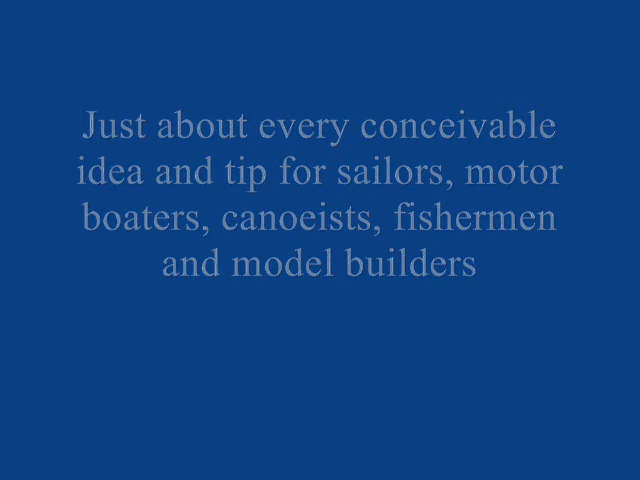 Just about every conceivable
idea and tip for sailors, motor
boaters, canoeists, fishermen
and model builders